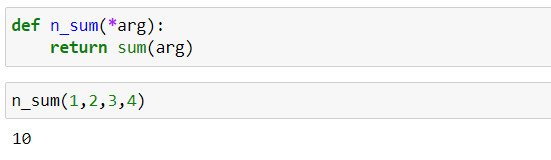 def n_sum(*arg):
    return sum(arg)
n_sum(1,2,3,4)
10